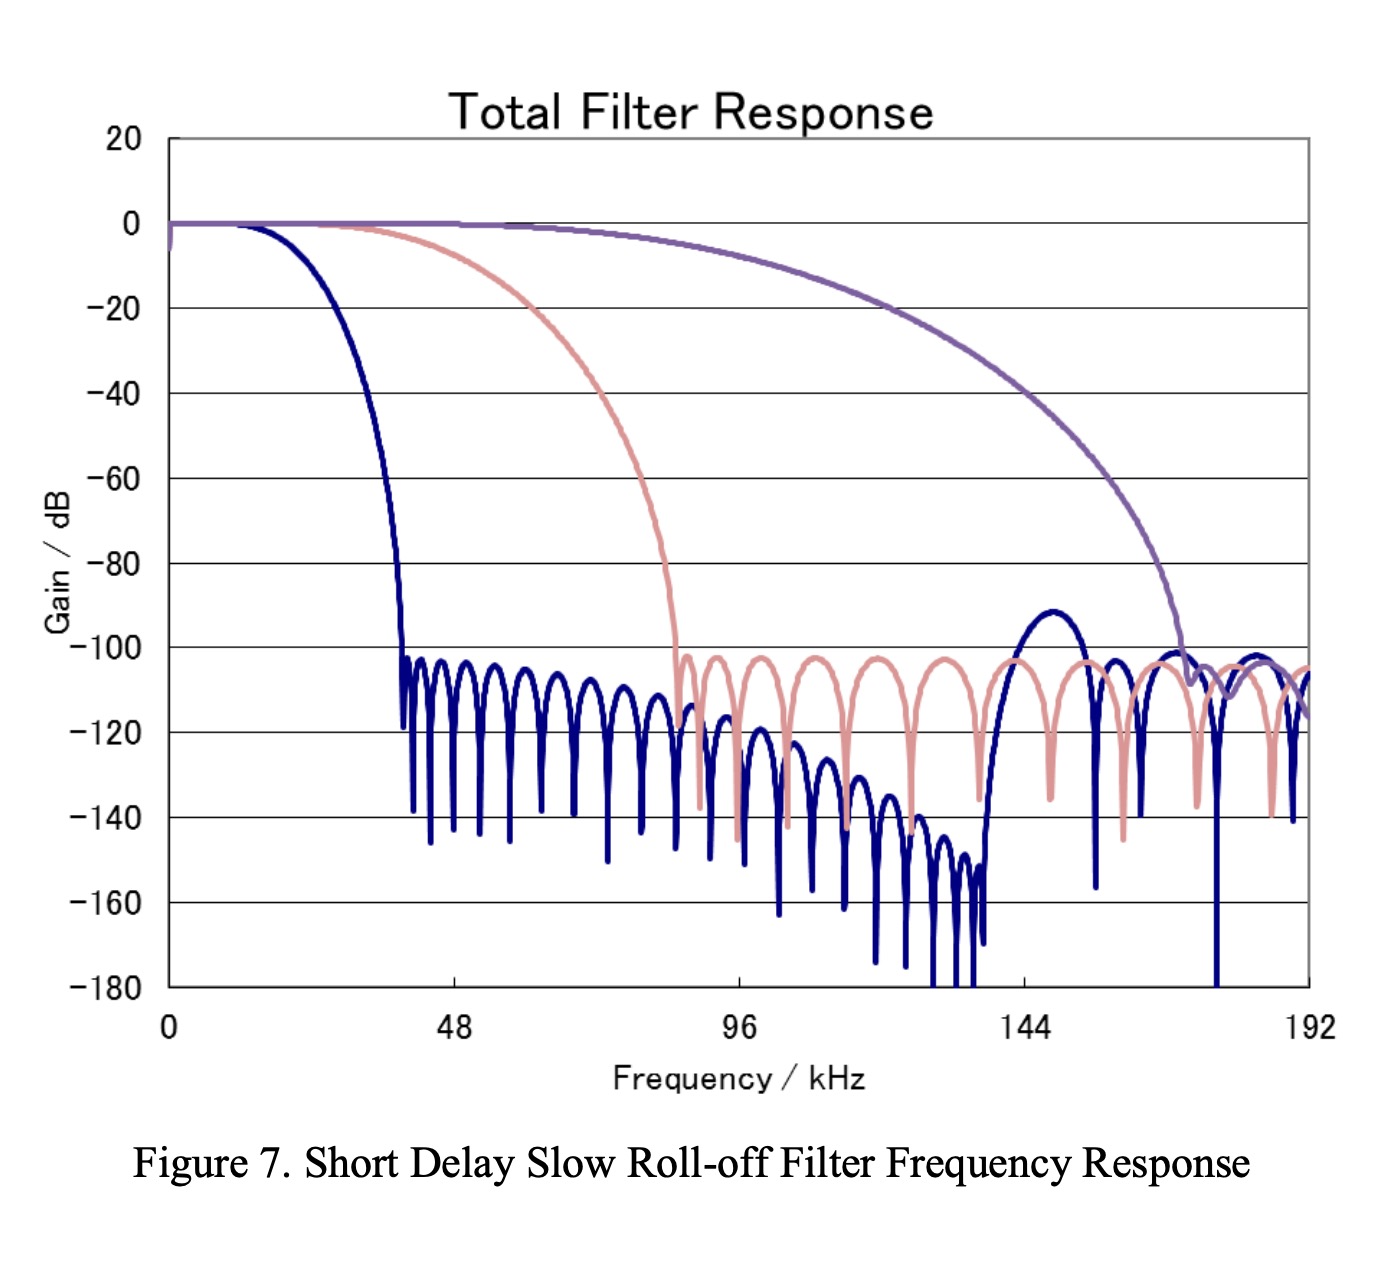 Total Filter Response
20
0
−20
−40
−60
−80
−100
−120
−140
−160
−180
Gain / dB
0 48 96 144 192
Frequency / kHz
Figure 7. Short Delay Slow Roll-off Filter Frequency Response